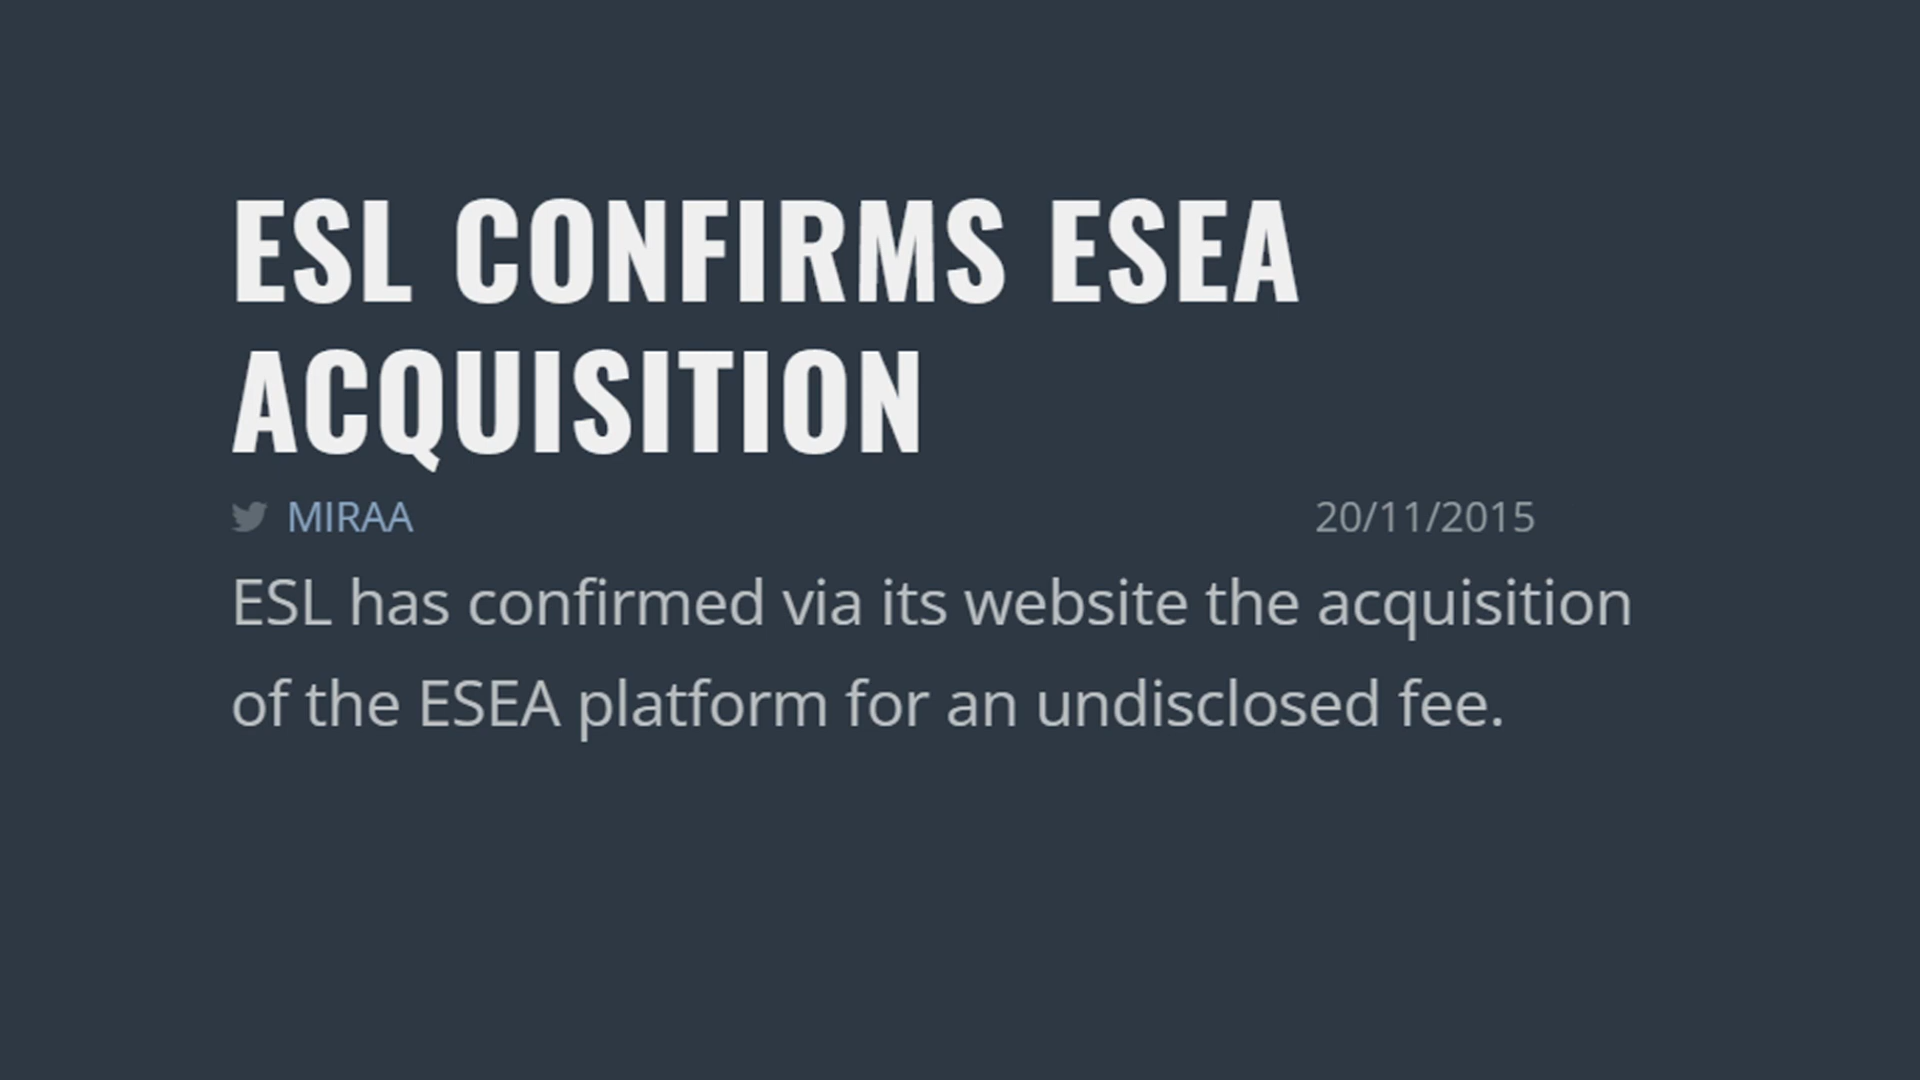 ESL CONFIRMS ESEA
ACQUISITION
MIRAA 20/11/2015
ESL has confirmed via its website the acquisition
of the ESEA platform for an undisclosed fee.